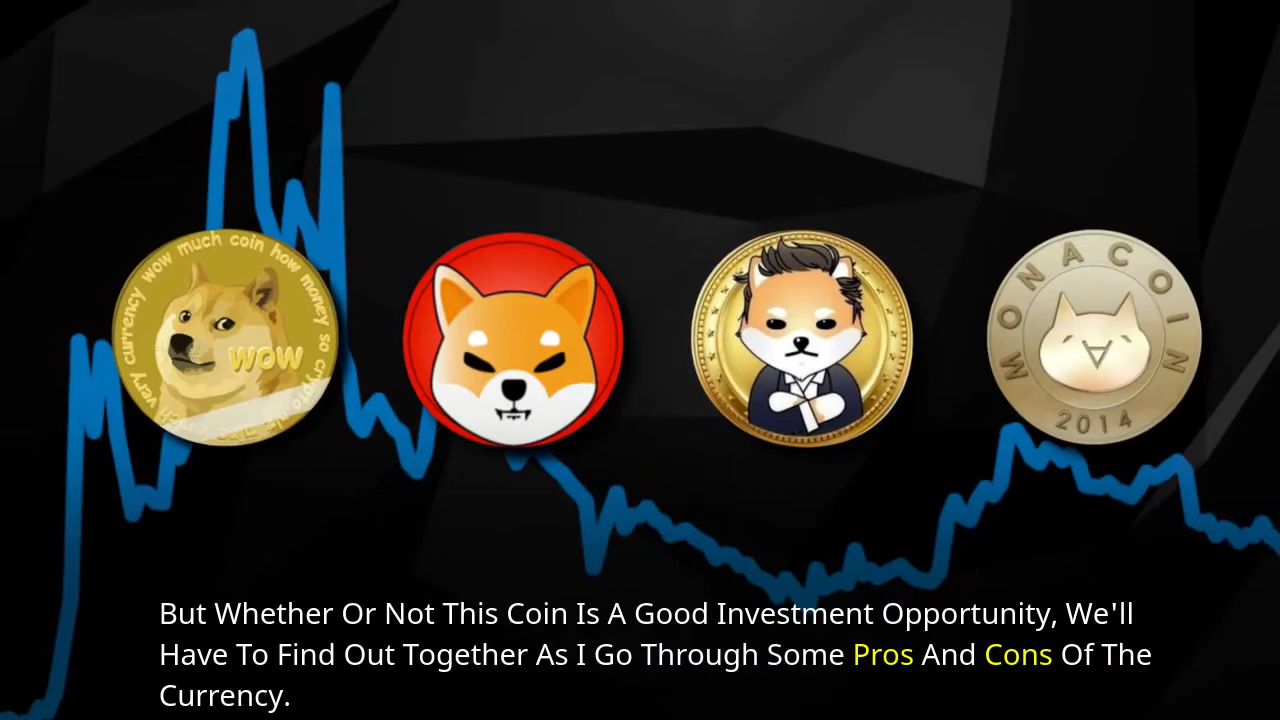 very currency wow much coin how money so crypto
wow
MONACOIN
2014
But Whether Or Not This Coin Is A Good Investment Opportunity, We'll
Have To Find Out Together As I Go Through Some Pros And Cons Of The
Currency.